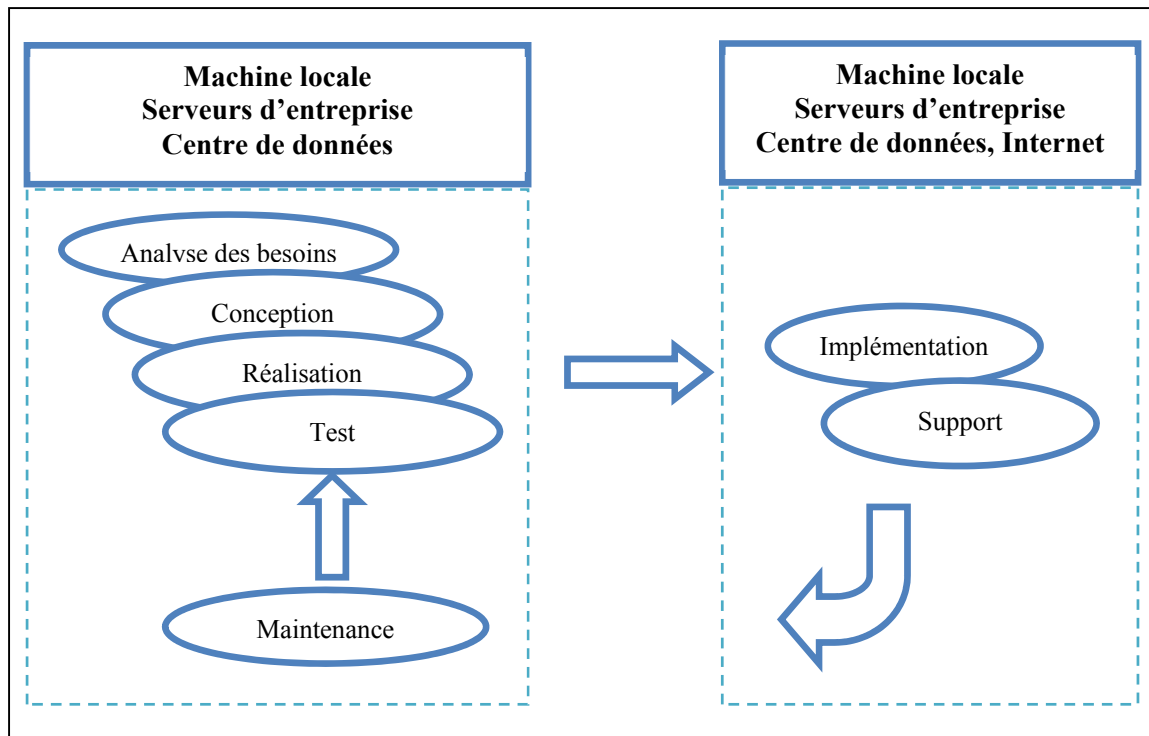 Machine locale
Serveurs d'entreprise
Centre de données
Analyse des besoins
Conception
Réalisation
Test
Maintenance
Machine locale
Serveurs d'entreprise
Centre de données, Internet
Implémentation
Support